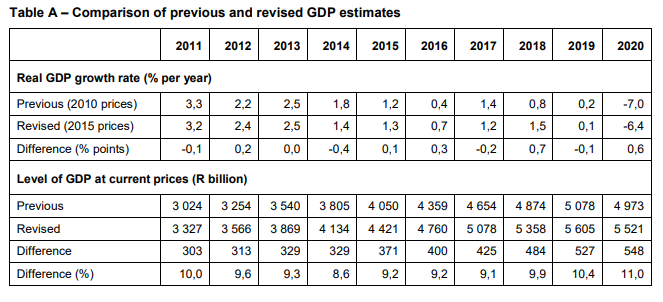 Table A – Comparison of previous and revised GDP estimates
2011 2012 2013 2014 2015 2016 2017 2018 2019 2020
Real GDP growth rate (% per year)
Previous (2010 prices) 3,3 2,2 2,5 1,8 1,2 0,4 1,4 0,8 0,2 -7,0
Revised (2015 prices) 3,2 2,4 2,5 1,4 1,3 0,7 1,2 1,5 0,1 -6,4
Difference (% points) -0,1 0,2 0,0 -0,4 0,1 0,3 -0,2 0,7 -0,1 0,6
Level of GDP at current prices (R billion)
Previous 3 024 3 254 3 540 3 805 4 050 4 359 4 654 4 874 5 078 4 973
Revised 3 327 3 566 3 869 4 134 4 421 4 760 5 078 5 358 5 605 5 521
Difference 303 313 329 329 371 400 425 484 527 548
Difference (%) 10,0 9,6 9,3 8,6 9,2 9,2 9,1 9,9 10,4 11,0